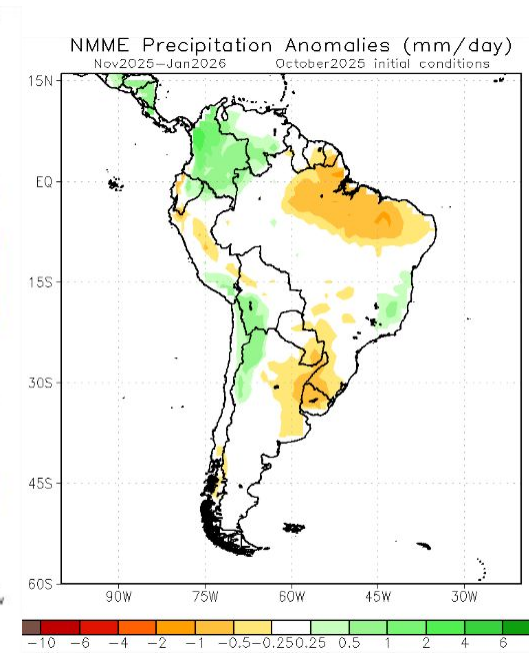 NMME Precipitation Anomalies (mm/day)
Nov2025–Jan2026 October2025 initial conditions
15N
EQ
15S
30S
45S
60S
90W 75W 60W 45W 30W
−10 −6 −4 −2 −1 −0.5 −0.25 0.25 0.5 1 2 4 6